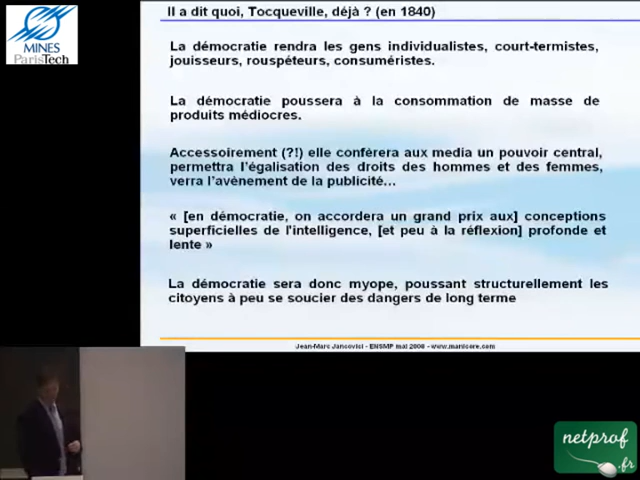 MINES
ParisTech
Il a dit quoi, Tocqueville, déjà ? (en 1840)
La démocratie rendra les gens individualistes, court-termistes,
jouisseurs, rouspéteurs, consuméristes.
La démocratie poussera à la consommation de masse de
produits médiocres.
Accessoirement (?!) elle confèrera aux media un pouvoir central,
permettra l'égalisation des droits des hommes et des femmes,
verra l'avènement de la publicité...
« [en démocratie, on accordera un grand prix aux] conceptions
superficielles de l'intelligence, [et peu à la réflexion] profonde et
lente »
La démocratie sera donc myope, poussant structurellement les
citoyens à peu se soucier des dangers de long terme
Jean-Marc Jancovici - ENSMP mai 2008 - www.manicore.com
netprof
.fr